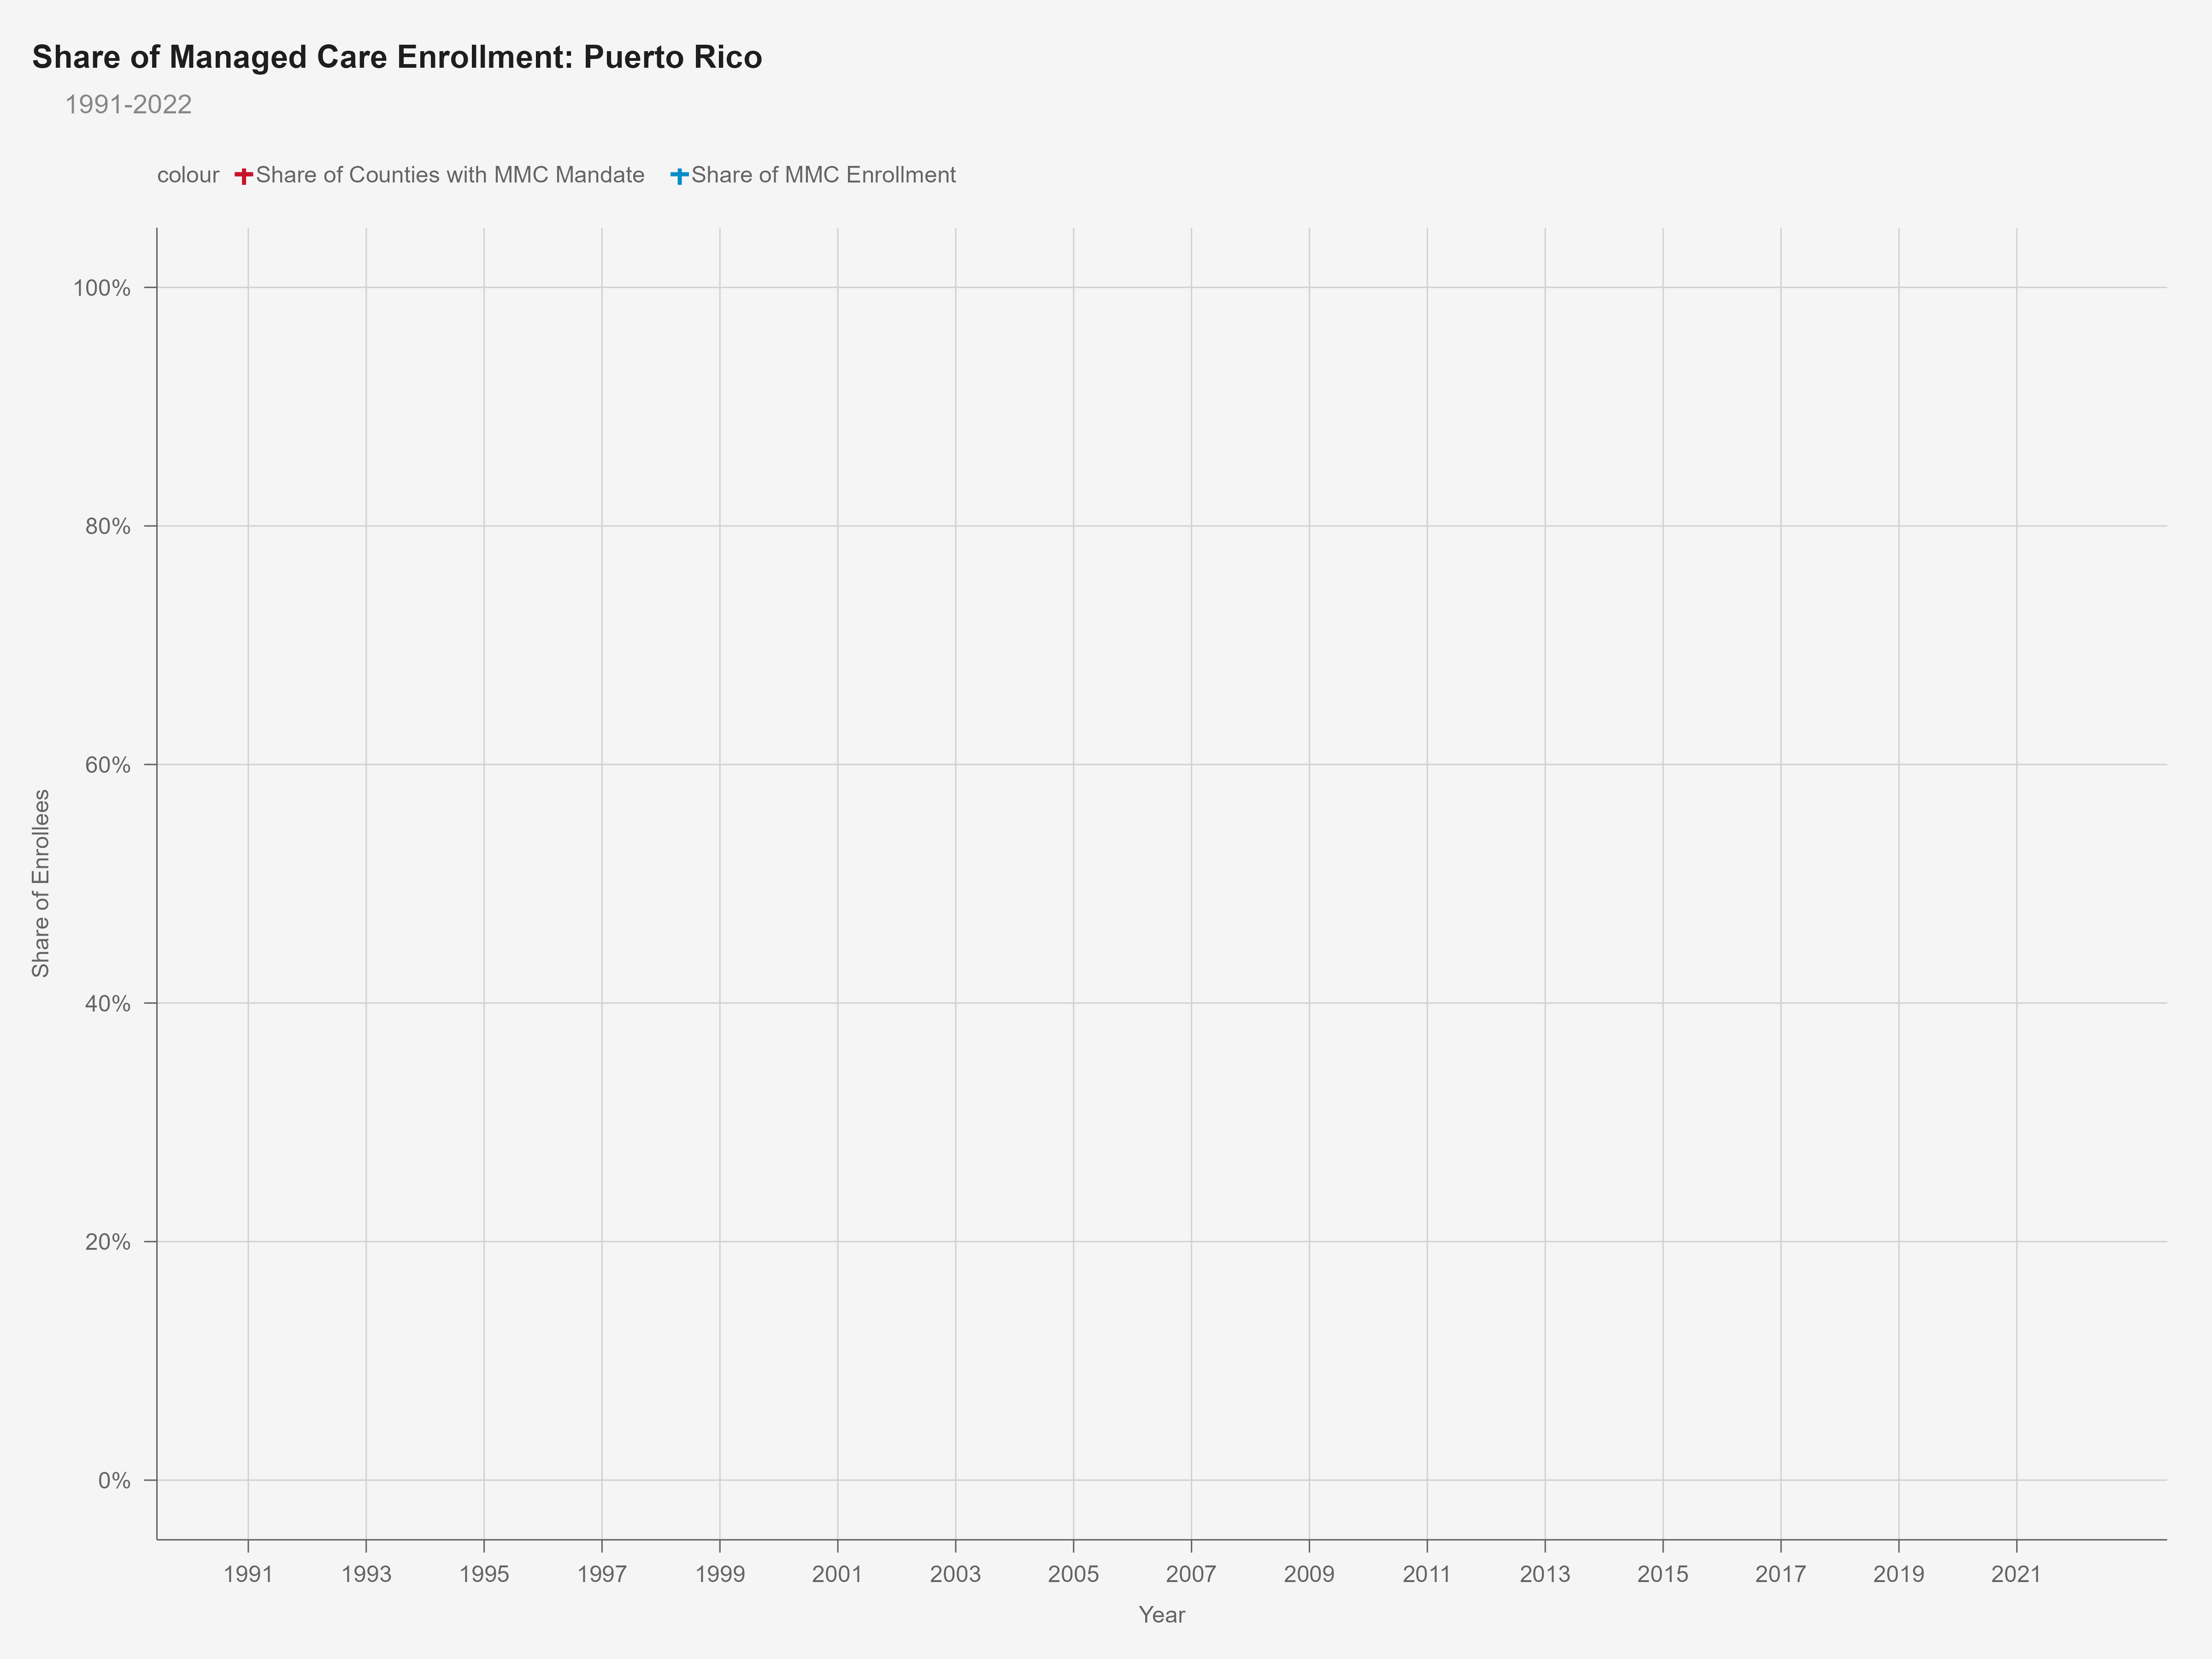 Share of Managed Care Enrollment: Puerto Rico
1991-2022
colour Share of Counties with MMC Mandate Share of MMC Enrollment
100%
80%
60%
40%
20%
0%
Share of Enrollees
1991 1993 1995 1997 1999 2001 2003 2005 2007 2009 2011 2013 2015 2017 2019 2021
Year